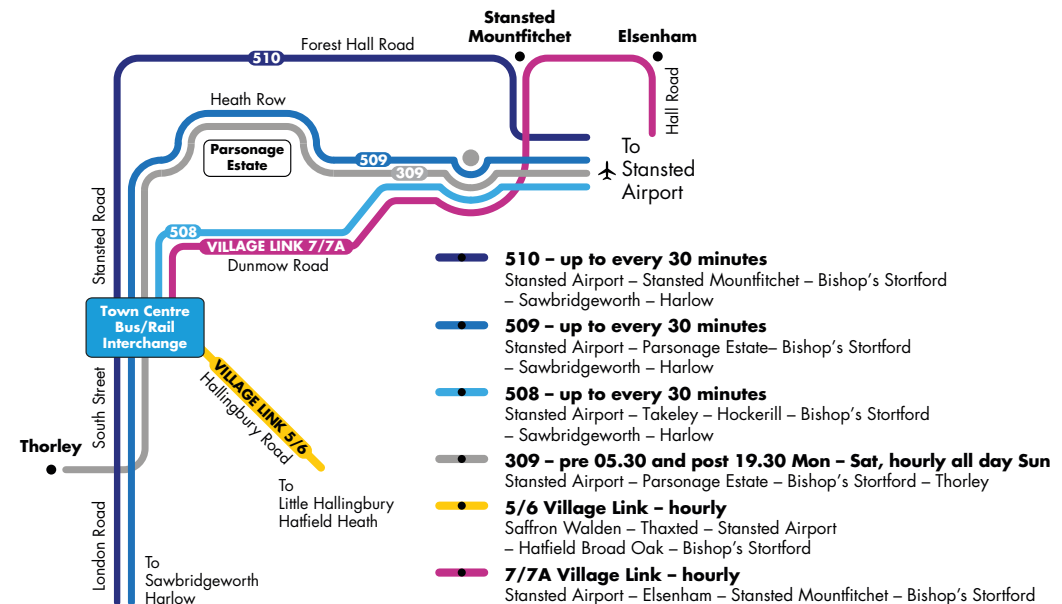 Stansted
Mountfitchet
Elsenham
Forest Hall Road
510
Hall Road
Heath Row
Parsonage
Estate
509
309
To
Stansted
Airport
Stansted Road
508
VILLAGE LINK 7/7A
Dunmow Road
Town Centre
Bus/Rail
Interchange
VILLAGE LINK 5/6
Hallingbury Road
South Street
Thorley
To
Little Hallingbury
Hatfield Heath
London Road
To
Sawbridgeworth
Harlow
510 – up to every 30 minutes
Stansted Airport – Stansted Mountfitchet – Bishop's Stortford
– Sawbridgeworth – Harlow
509 – up to every 30 minutes
Stansted Airport – Parsonage Estate– Bishop's Stortford
– Sawbridgeworth – Harlow
508 – up to every 30 minutes
Stansted Airport – Takeley – Hockerill – Bishop's Stortford
– Sawbridgeworth – Harlow
309 – pre 05.30 and post 19.30 Mon – Sat, hourly all day Sun
Stansted Airport – Parsonage Estate – Bishop's Stortford – Thorley
5/6 Village Link – hourly
Saffron Walden – Thaxted – Stansted Airport
– Hatfield Broad Oak – Bishop's Stortford
7/7A Village Link – hourly
Stansted Airport – Elsenham – Stansted Mountfitchet – Bishop's Stortford